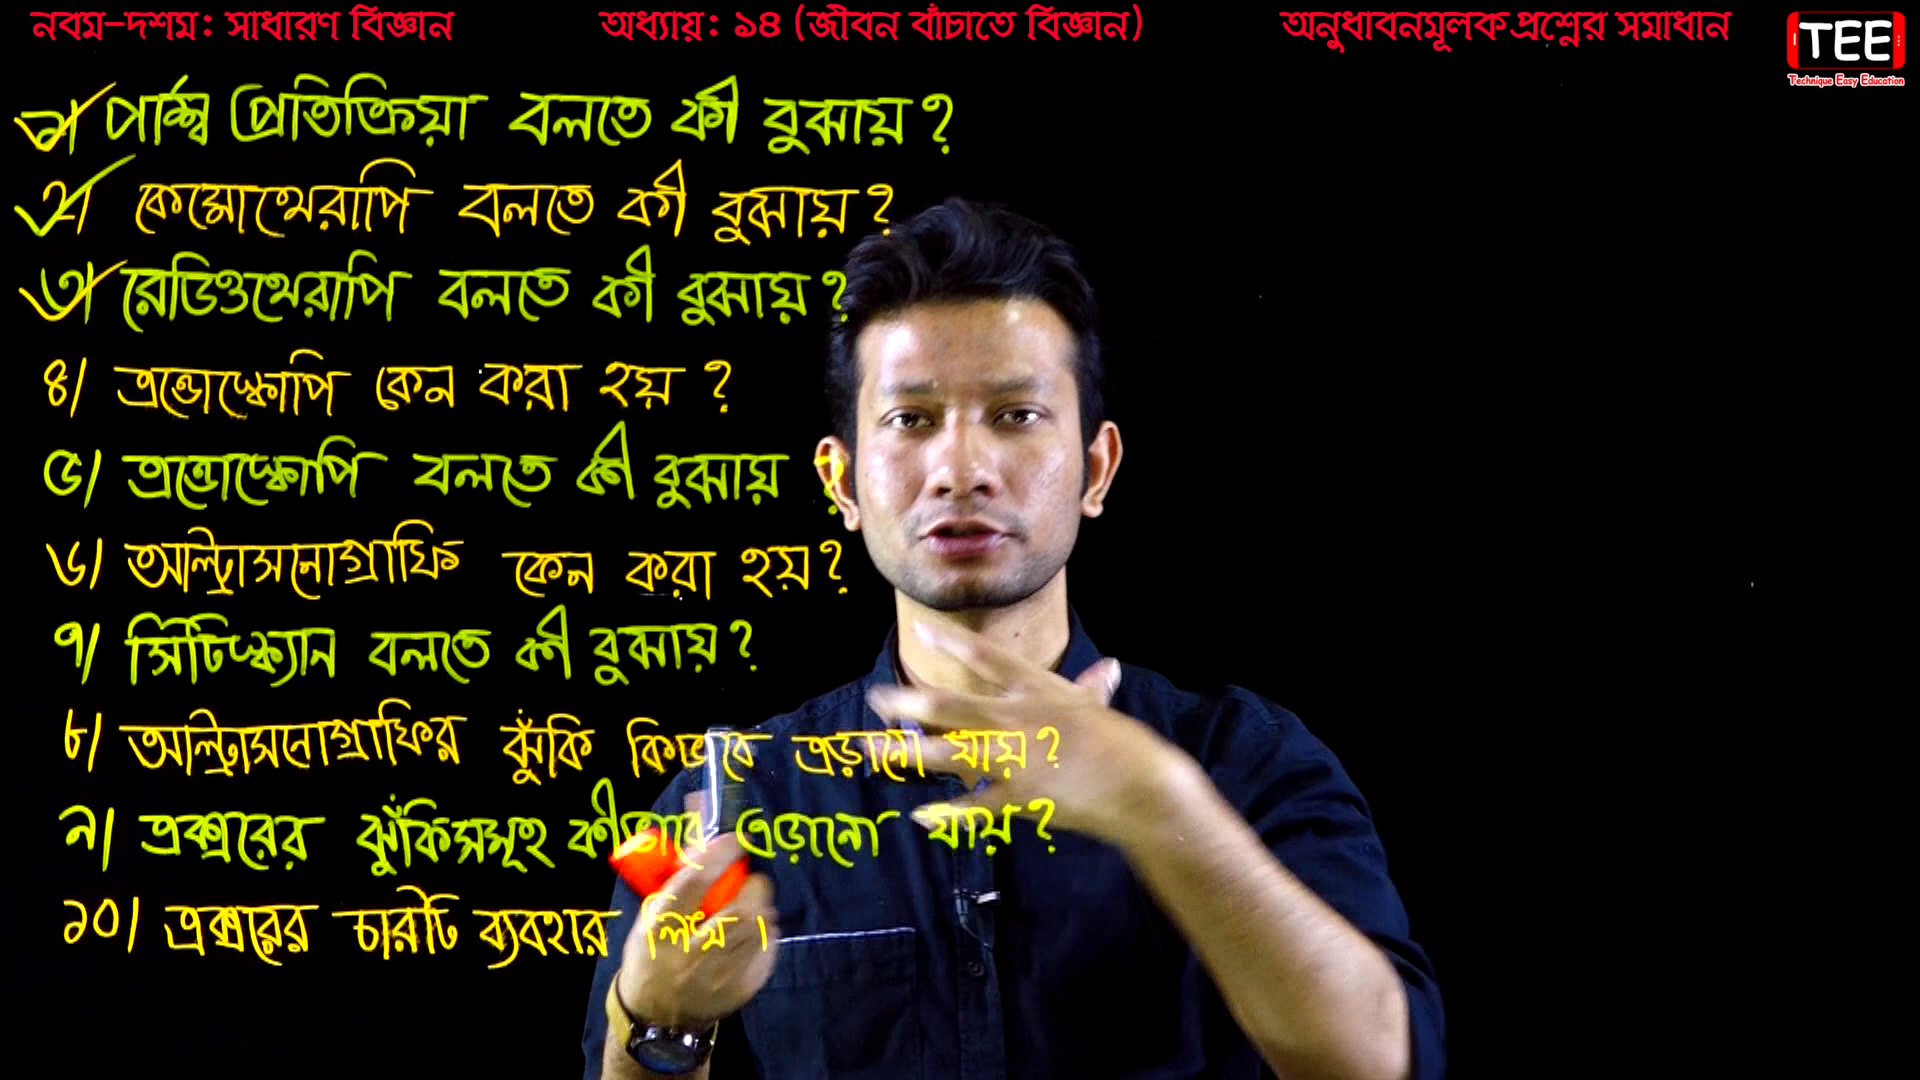 নবম-দশম: সাধারণ বিজ্ঞান অধ্যায়: ১৪ (জীবন বাঁচাতে বিজ্ঞান) অনুধাবনমূলক প্রশ্নের সমাধান
TEE
Technique Easy Education
১। পার্শ্ব প্রতিক্রিয়া বলতে কী বুঝায়?
২। কেমোথেরাপি বলতে কী বুঝায়?
৩। রেডিওথেরাপি বলতে কী বুঝায়?
৪। এন্ডোস্কোপি কেন করা হয়?
৫। এন্ডোস্কোপি বলতে কী বুঝায় ?
৬। আল্ট্রাসনোগ্রাফি কেন করা হয়?
৭। সিটিস্ক্যান বলতে কী বুঝায়?
৮। আল্ট্রাসনোগ্রাফির ঝুঁকি কিভাবে এড়ানো যায়?
৯। এক্সরের ঝুঁকিসমূহ কীভাবে এড়ানো যায়?
১০। এক্সরের চারটি ব্যবহার লিখ।